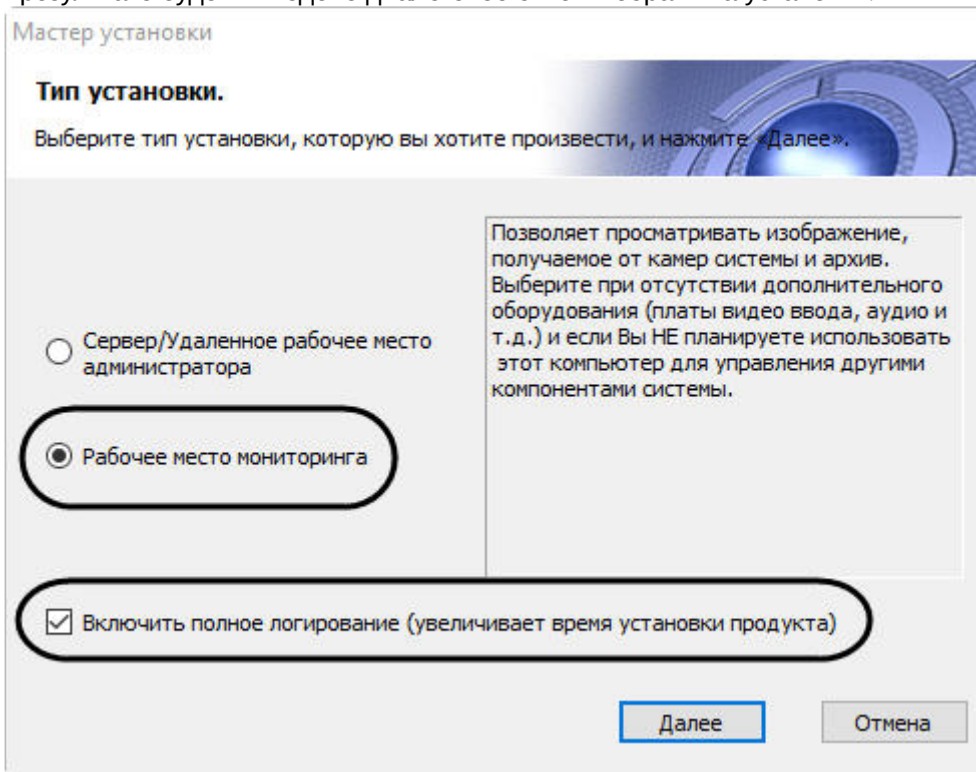 Мастер установки
Тип установки.
Выберите тип установки, которую вы хотите произвести, и нажмите «Далее».
Позволяет просматривать изображение,
получаемое от камер системы и архив.
Выберите при отсутствии дополнительного
оборудования (платы видео ввода, аудио и
т.д.) и если Вы НЕ планируете использовать
этот компьютер для управления другими
компонентами системы.
Сервер/Удаленное рабочее место
администратора
Рабочее место мониторинга
Включить полное логирование (увеличивает время установки продукта)
Далее
Отмена